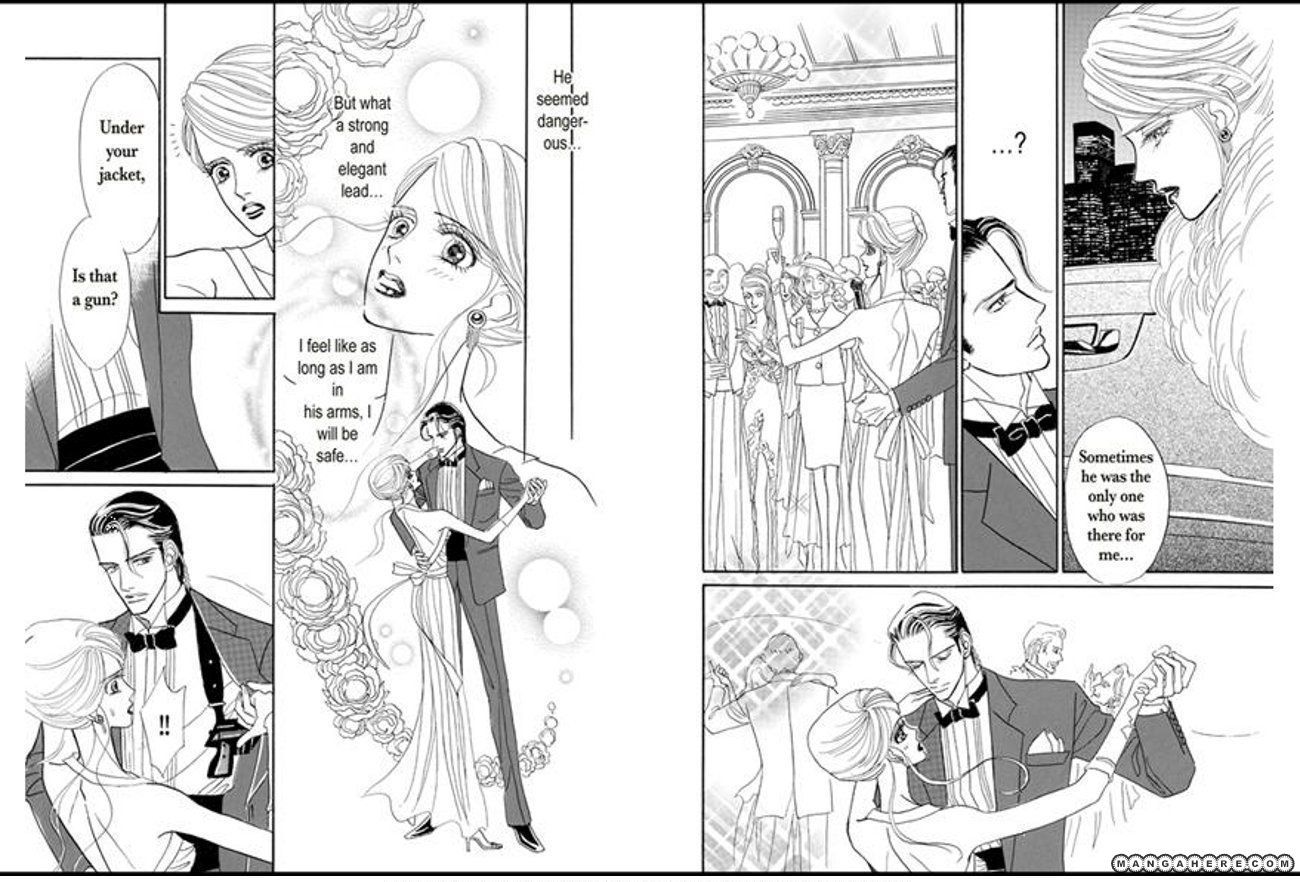 Sometimes
he was the
only one
who was
there for
me...
...?
He
seemed
danger-
ous...
But what
a strong
and
elegant
lead...
I feel like as
long as I am
in
his arms, I
will be
safe...
Under
your
jacket,
Is that
a gun?
!!
MANGAHERE.COM